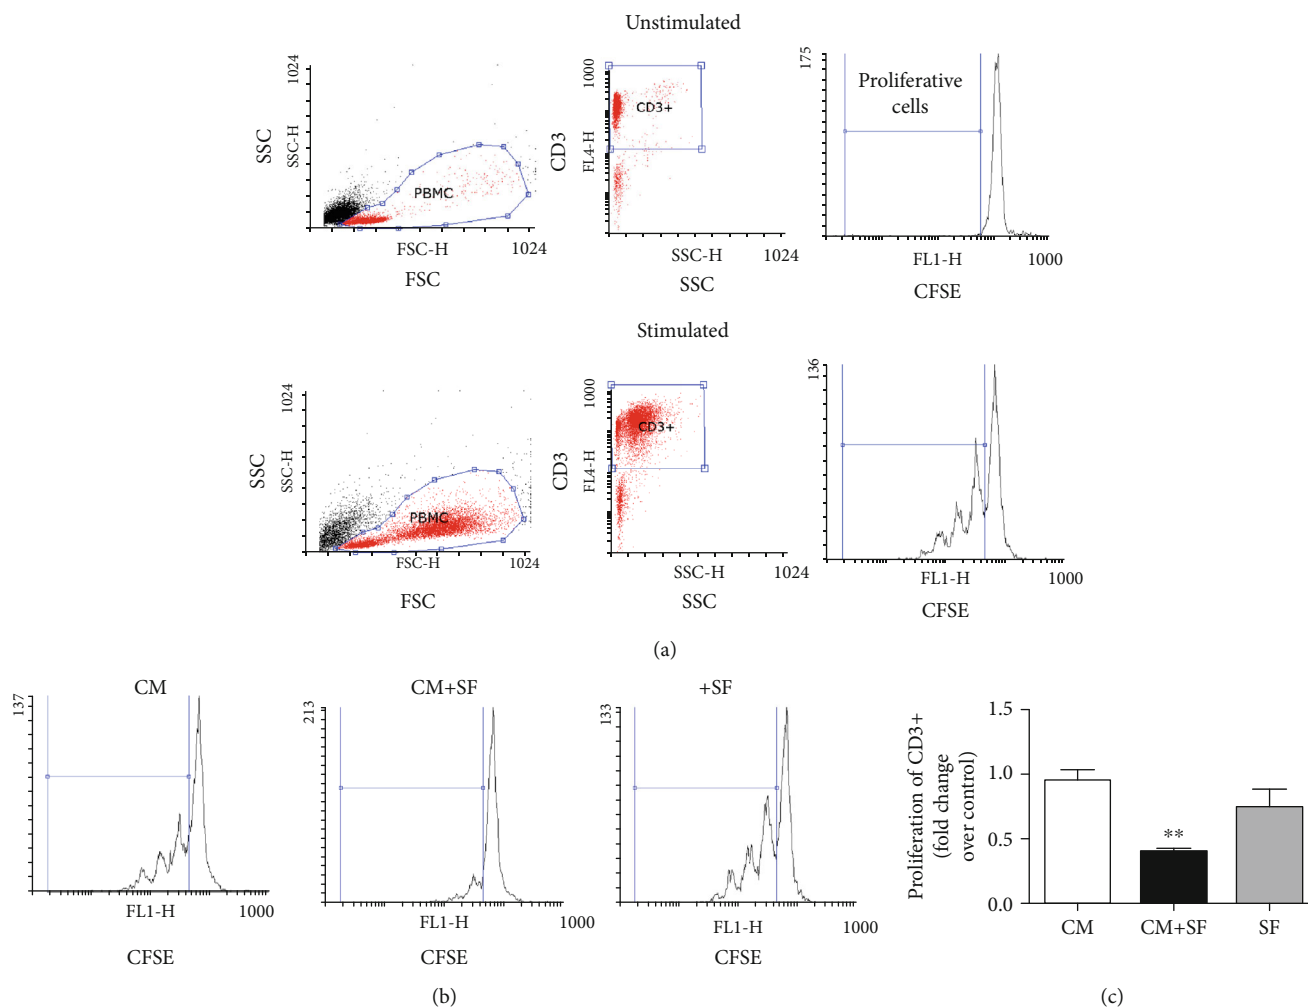 Unstimulated
1024
SSC
SSC-H
PBMC
FSC-H
1024
FSC
1000
CD3
FL4-H
CD3+
SSC-H
1024
SSC
175
Proliferative
cells
FL1-H
1000
CFSE
Stimulated
1024
SSC
SSC-H
PBMC
FSC-H
1024
FSC
1000
CD3
FL4-H
CD3+
SSC-H
1024
SSC
136
FL1-H
1000
CFSE
(a)
CM
137
FL1-H
1000
CFSE
CM+SF
213
FL1-H
1000
CFSE
+SF
133
FL1-H
1000
CFSE
(b)
Proliferation of CD3+
(fold change
over control)
1.5
1.0
0.5
0.0
**
CM
CM+SF
SF
(c)